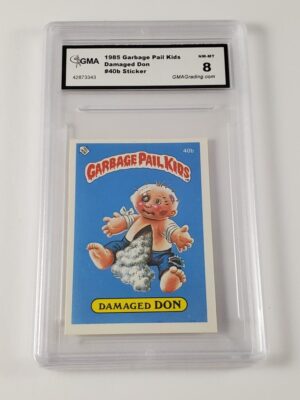 GMA
42873343
1985 Garbage Pail Kids
Damaged Don
#40b Sticker
NM-MT
8
GMAGrading.com
40b
GARBAGE PAIL KIDS
DAMAGED DON